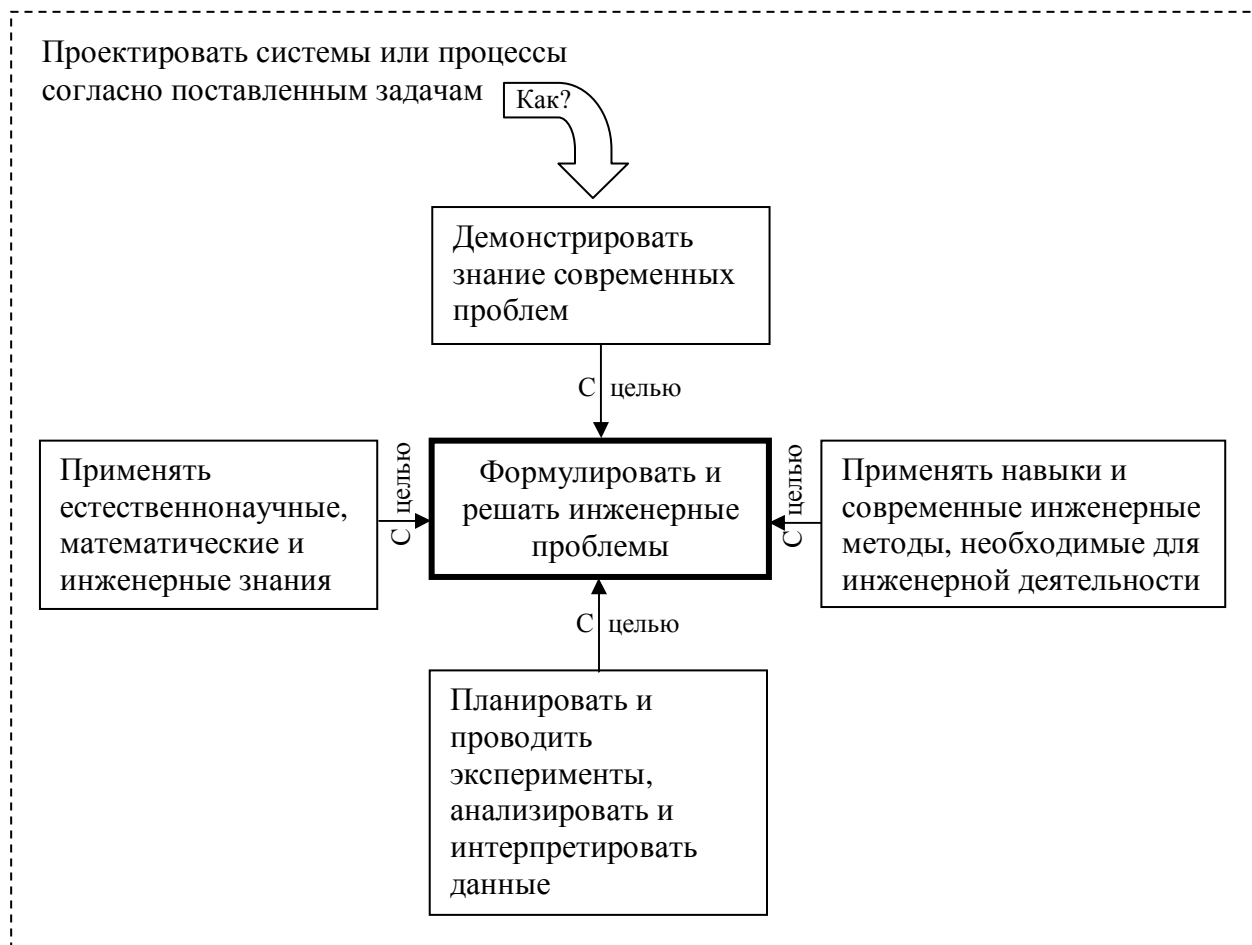 Проектировать системы или процессы
согласно поставленным задачам
Как?
Демонстрировать
знание современных
проблем
С целью
Применять
естественнонаучные,
математические и
инженерные знания
С целью
Формулировать и
решать инженерные
проблемы
С целью
Применять навыки и
современные инженерные
методы, необходимые для
инженерной деятельности
С целью
Планировать и
проводить
эксперименты,
анализировать и
интерпретировать
данные